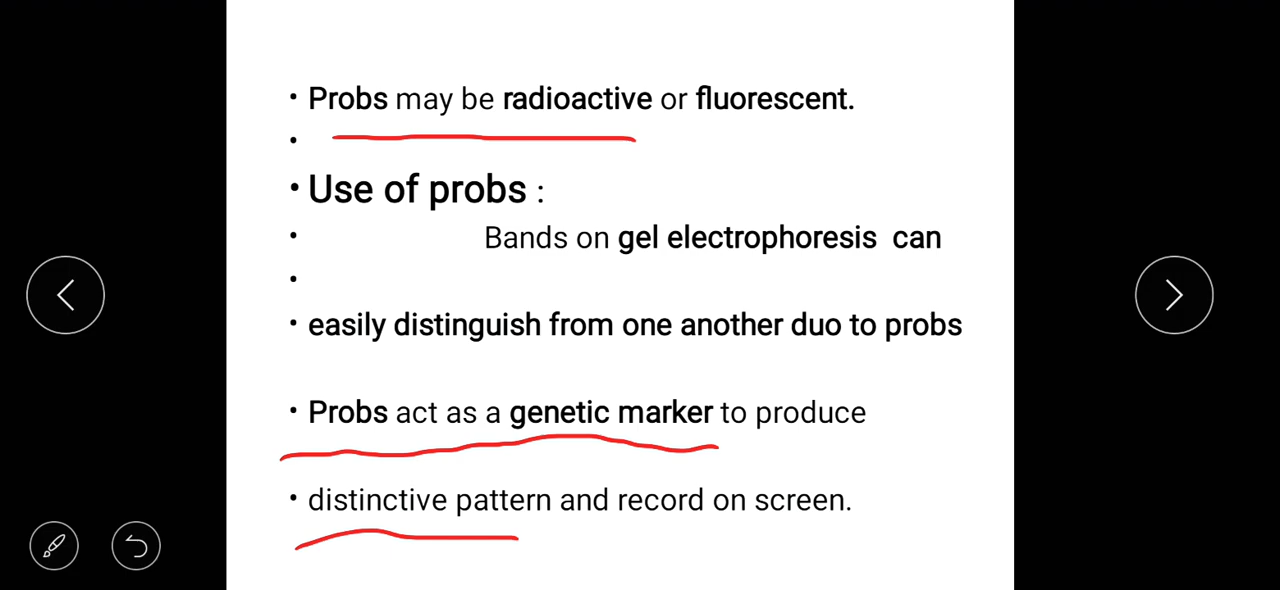 • Probs may be radioactive or fluorescent.
•
• Use of probs :
• Bands on gel electrophoresis can
•
• easily distinguish from one another duo to probs
• Probs act as a genetic marker to produce
• distinctive pattern and record on screen.